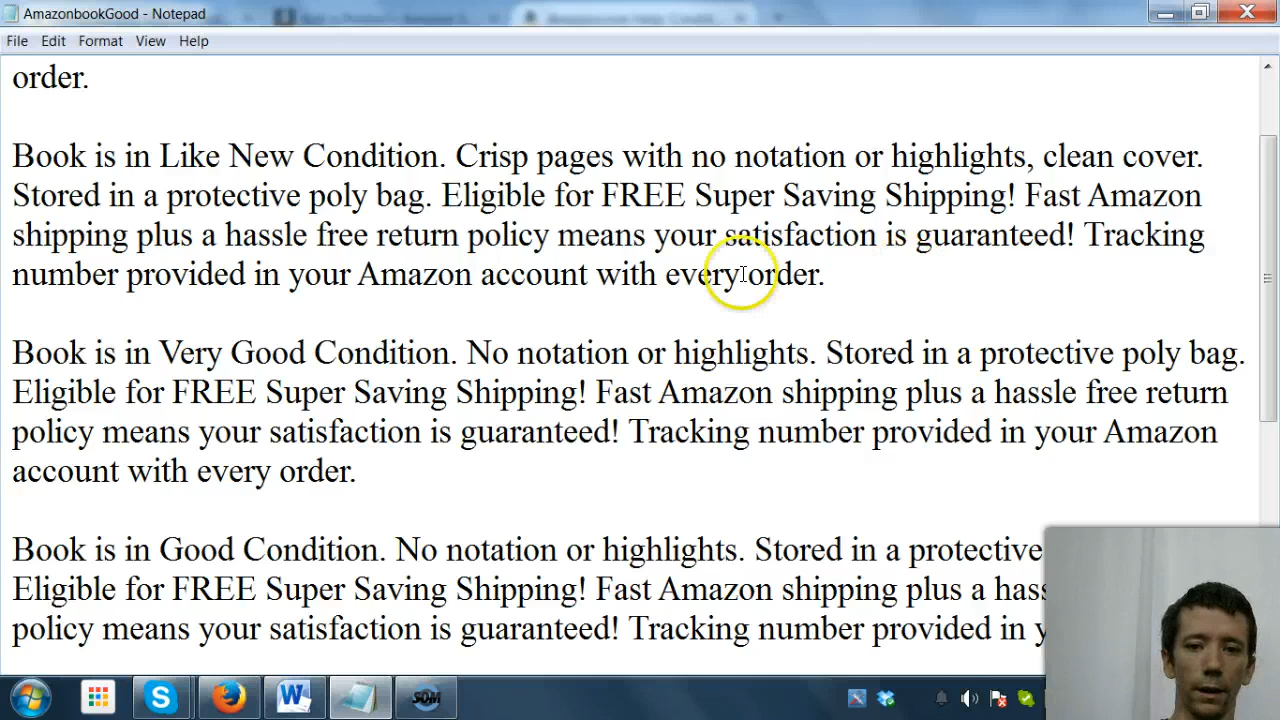 AmazonbookGood - Notepad
File Edit Format View Help
order.
Book is in Like New Condition. Crisp pages with no notation or highlights, clean cover.
Stored in a protective poly bag. Eligible for FREE Super Saving Shipping! Fast Amazon
shipping plus a hassle free return policy means your satisfaction is guaranteed! Tracking
number provided in your Amazon account with every order.
Book is in Very Good Condition. No notation or highlights. Stored in a protective poly bag.
Eligible for FREE Super Saving Shipping! Fast Amazon shipping plus a hassle free return
policy means your satisfaction is guaranteed! Tracking number provided in your Amazon
account with every order.
Book is in Good Condition. No notation or highlights. Stored in a protective
Eligible for FREE Super Saving Shipping! Fast Amazon shipping plus a
policy means your satisfaction is guaranteed! Tracking number provided in
SOM